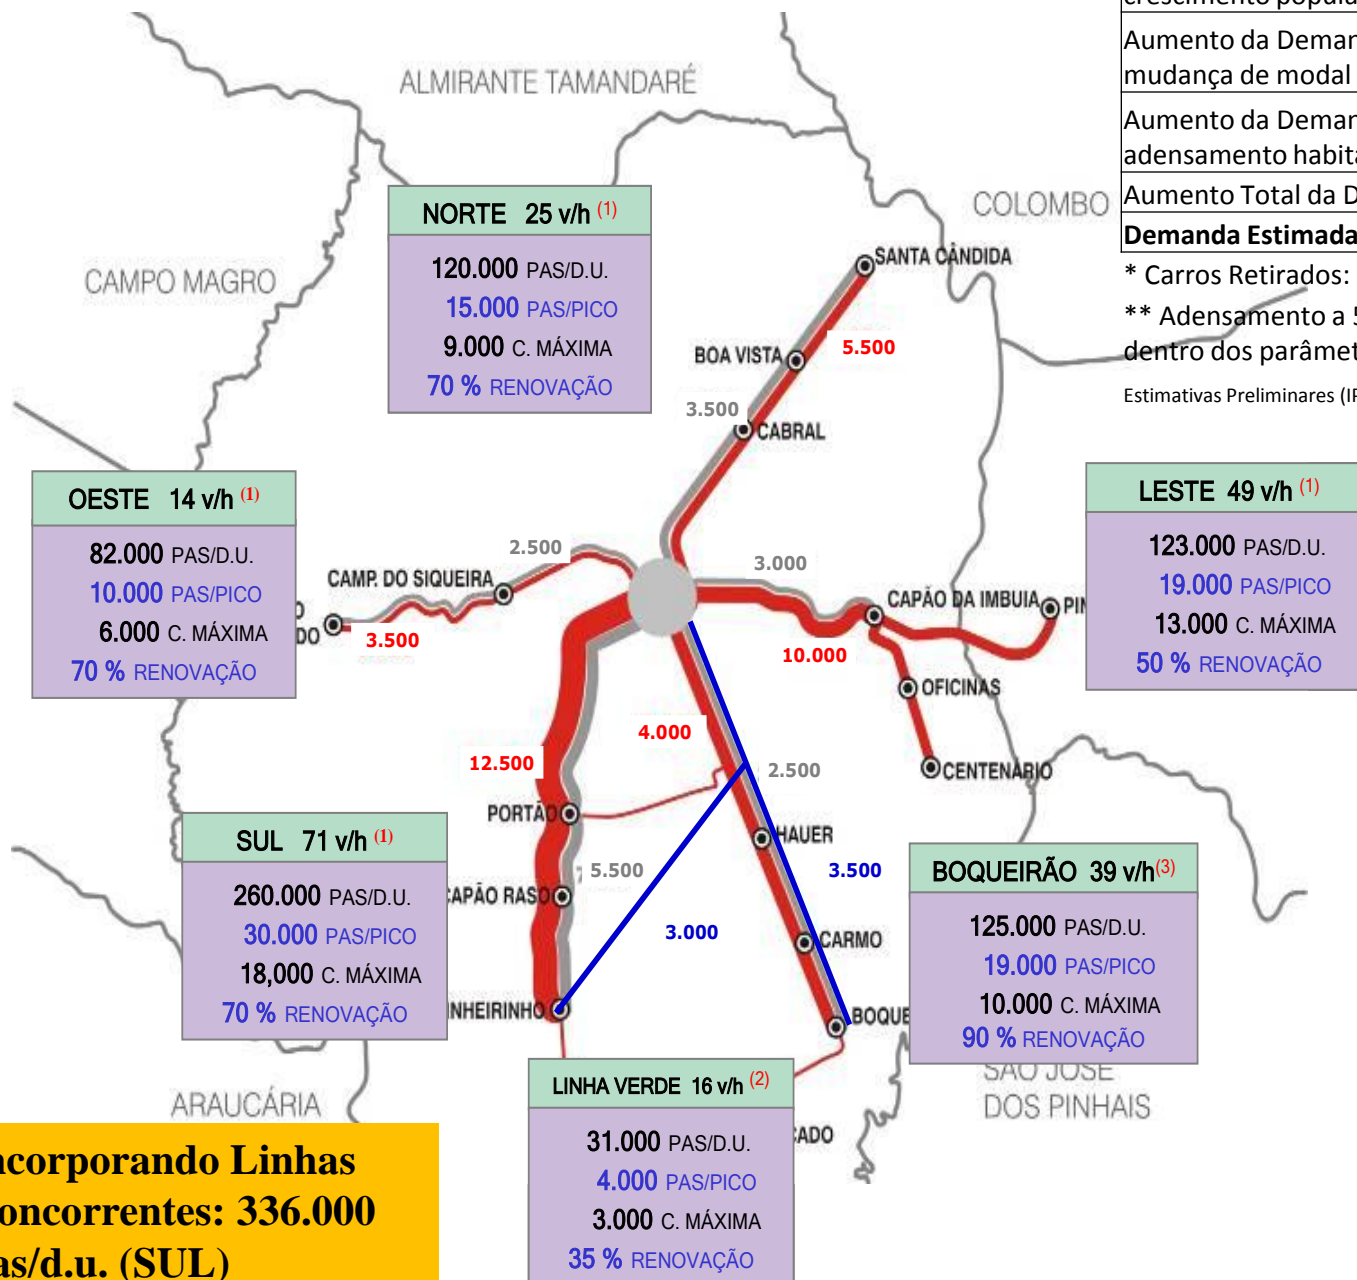 crescimento
Aumento da
mudança de modal
Aumento da
adensamento
Aumento Total da
Demanda Estimada
* Carros Retirados:
** Adensamento a
dentro dos
Estimativas Preliminares
ALMIRANTE TAMANDARÉ
COLOMBO
CAMPO MAGRO
NORTE 25 v/h (1)
120.000 PAS/D.U.
15.000 PAS/PICO
9.000 C. MÁXIMA
70 % RENOVAÇÃO
SANTA CÂNDIDA
5.500
BOA VISTA
3.500
CABRAL
OESTE 14 v/h (1)
82.000 PAS/D.U.
10.000 PAS/PICO
6.000 C. MÁXIMA
70 % RENOVAÇÃO
LESTE 49 v/h (1)
123.000 PAS/D.U.
19.000 PAS/PICO
13.000 C. MÁXIMA
50 % RENOVAÇÃO
2.500
CAMP. DO SIQUEIRA
3.500
3.000
CAPÃO DA IMBUIA
10.000
OFICINAS
CENTENÁRIO
4.000
12.500
2.500
PORTÃO
HAUER
5.500
CAPÃO RASO
3.500
3.000
CARMO
SUL 71 v/h (1)
260.000 PAS/D.U.
30.000 PAS/PICO
18,000 C. MÁXIMA
70 % RENOVAÇÃO
BOQUEIRÃO 39 v/h(3)
125.000 PAS/D.U.
19.000 PAS/PICO
10.000 C. MÁXIMA
90 % RENOVAÇÃO
INHEIRINHO
BOQUE
SÃO JOSÉ
DOS PINHAIS
ARAUCÁRIA
LINHA VERDE 16 v/h (2)
31.000 PAS/D.U.
4.000 PAS/PICO
3.000 C. MÁXIMA
35 % RENOVAÇÃO
CADO
ncorporando Linhas
oncorrentes: 336.000
as/d.u. (SUL)